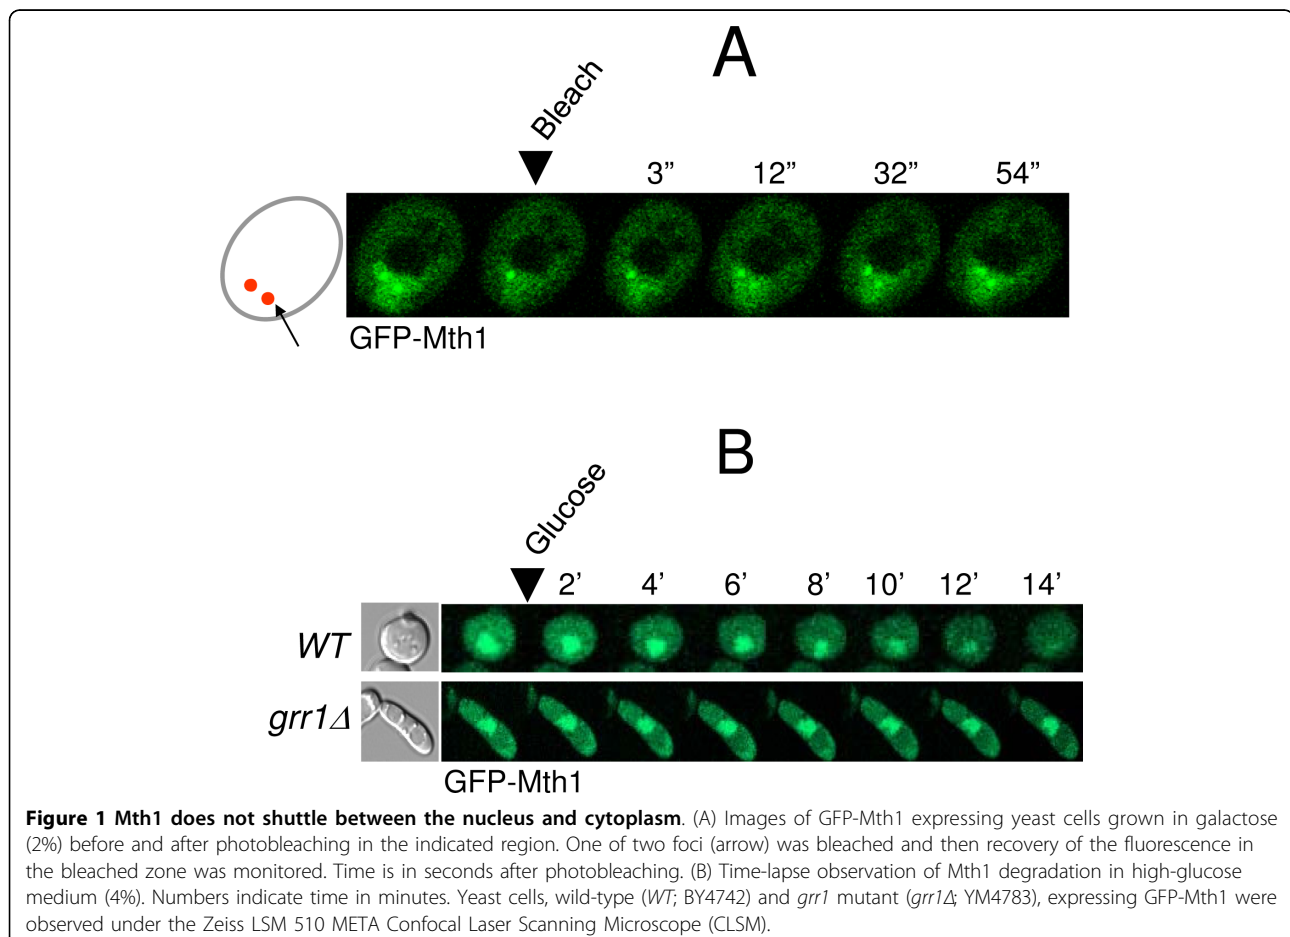 A
Bleach
3” 12” 32” 54”
GFP-Mth1
B
Glucose
2’ 4’ 6’ 8’ 10’ 12’ 14’
WT
grr1Δ
GFP-Mth1
Figure 1 Mth1 does not shuttle between the nucleus and cytoplasm. (A) Images of GFP-Mth1 expressing yeast cells grown in galactose
(2%) before and after photobleaching in the indicated region. One of two foci (arrow) was bleached and then recovery of the fluorescence in
the bleached zone was monitored. Time is in seconds after photobleaching. (B) Time-lapse observation of Mth1 degradation in high-glucose
medium (4%). Numbers indicate time in minutes. Yeast cells, wild-type (WT; BY4742) and grr1 mutant (grr1Δ; YM4783), expressing GFP-Mth1 were
observed under the Zeiss LSM 510 META Confocal Laser Scanning Microscope (CLSM).